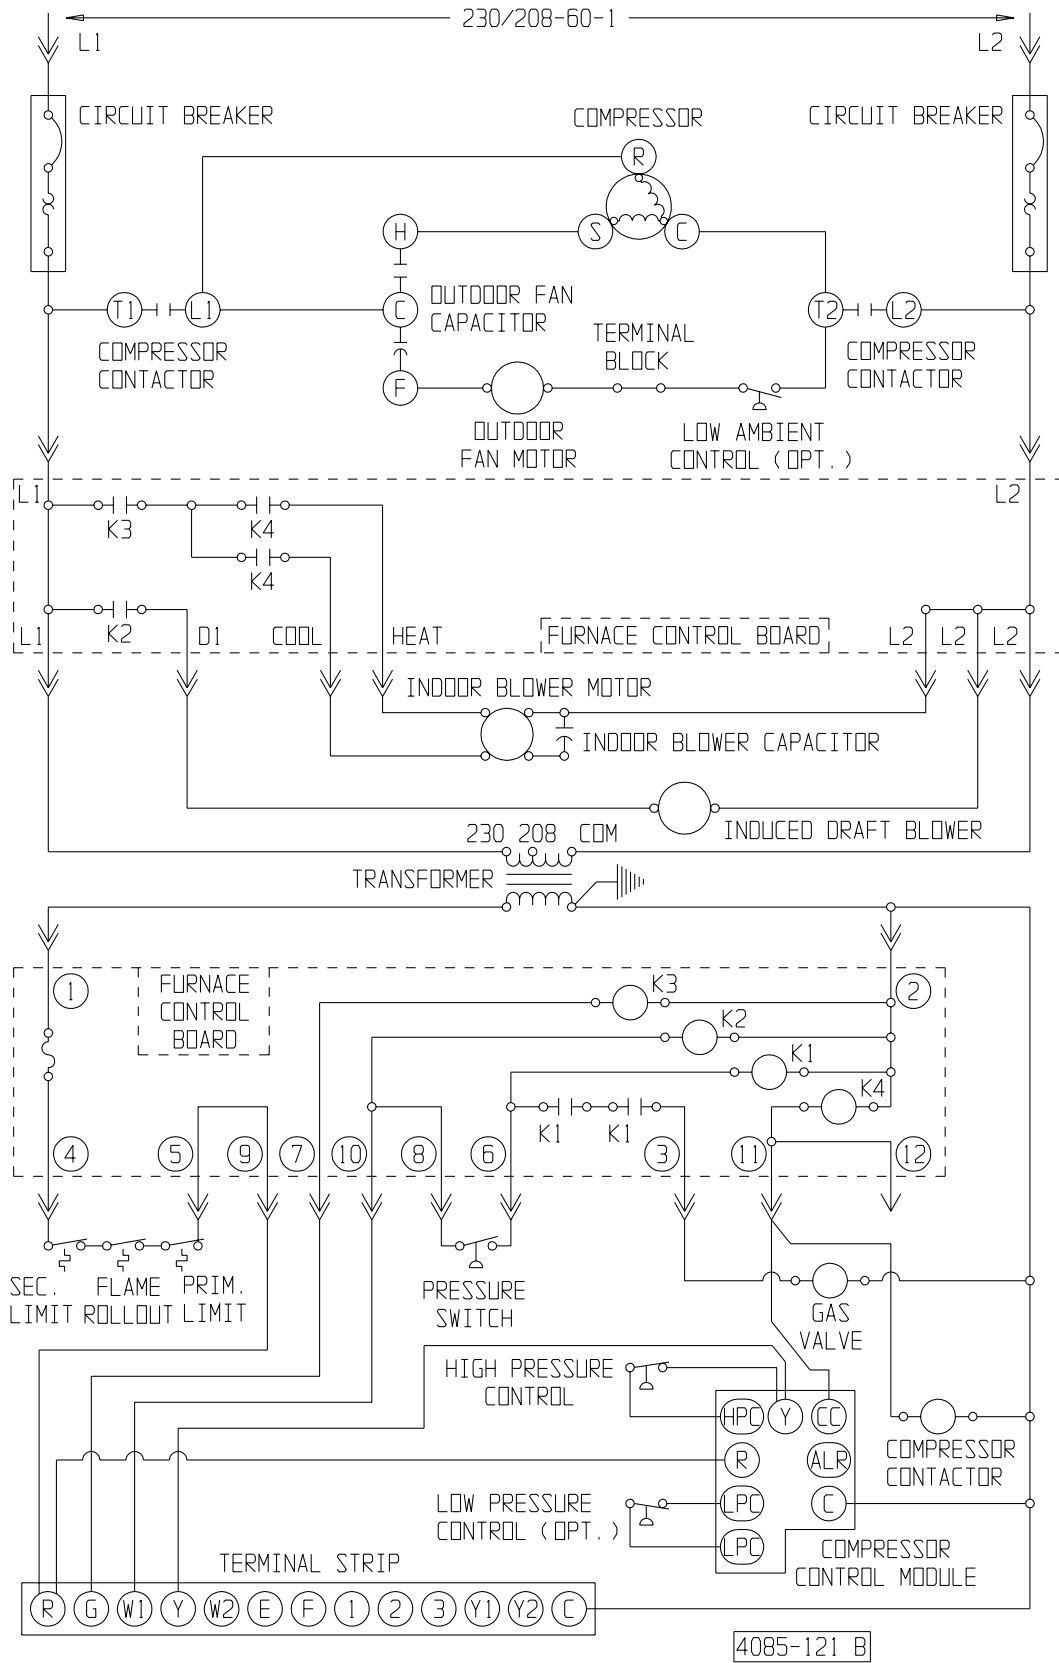 230/208-60-1
L1
L2
CIRCUIT BREAKER
COMPRESSOR
CIRCUIT BREAKER
R
H
S
C
OUTDOOR FAN
CAPACITOR
T1
L1
C
T2
L2
COMPRESSOR
CONTACTOR
TERMINAL
BLOCK
COMPRESSOR
CONTACTOR
F
OUTDOOR
FAN MOTOR
LOW AMBIENT
CONTROL (OPT.)
L1
L2
K3
K4
K4
K2
L1
D1
COOL
HEAT
FURNACE CONTROL BOARD
L2
L2
L2
INDOOR BLOWER MOTOR
INDOOR BLOWER CAPACITOR
INDUCED DRAFT BLOWER
230 208 COM
TRANSFORMER
1
FURNACE
CONTROL
BOARD
K3
2
K2
K1
K4
K1
K1
4
5
9
7
10
8
6
3
11
12
SEC.
LIMIT
FLAME
ROLLOUT
PRIM.
LIMIT
PRESSURE
SWITCH
GAS
VALVE
HIGH PRESSURE
CONTROL
HPC
Y
CC
R
ALR
COMPRESSOR
CONTACTOR
LOW PRESSURE
CONTROL (OPT.)
LPC
C
LPC
COMPRESSOR
CONTROL MODULE
TERMINAL STRIP
R G W1 Y W2 E F 1 2 3 Y1 Y2 C
4085-121 B